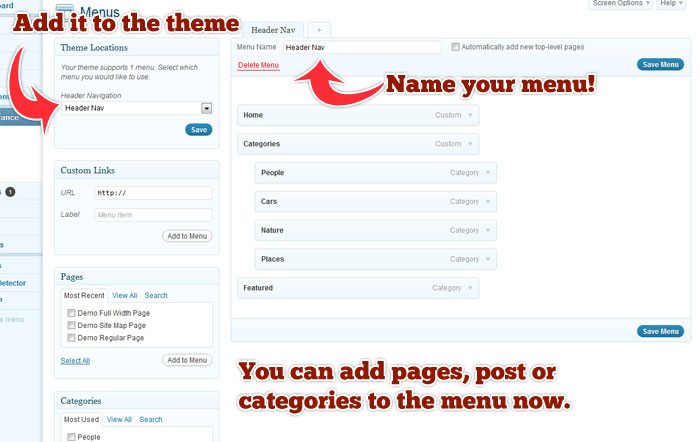 oard
Menus
Screen Options ▼
Help ▼
Add it to the theme
Theme Locations
Your theme supports 1 menu. Select which
menu you would like to use.
Header Navigation
Header Nav
Save
Custom Links
URL http://
Label Menu Item
Add to Menu
Pages
Most Recent View All Search
Demo Full Width Page
Demo Site Map Page
Demo Regular Page
Select All
Add to Menu
Categories
Most Used View All Search
People
rance
1
s
Detector
P
e menu
Header Nav
+
Menu Name Header Nav
Automatically add new top-level pages
Delete Menu
Save Menu
Name your menu!
Home Custom
Categories Custom
People Category
Cars Category
Nature Category
Places Category
Featured Category
Save Menu
You can add pages, post or
categories to the menu now.